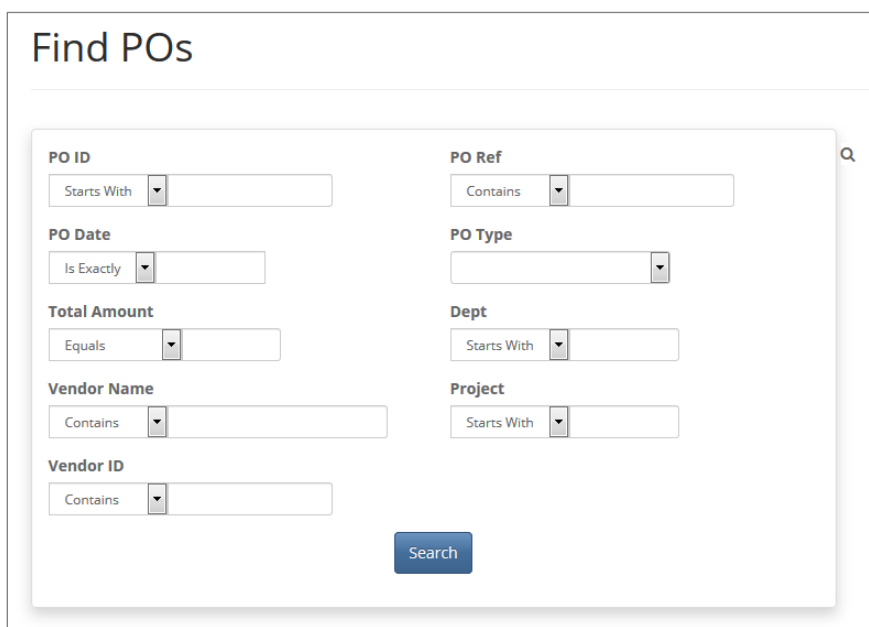 Find POs
PO ID
Starts With
PO Ref
Contains
PO Date
Is Exactly
PO Type
Total Amount
Equals
Dept
Starts With
Vendor Name
Contains
Project
Starts With
Vendor ID
Contains
Search